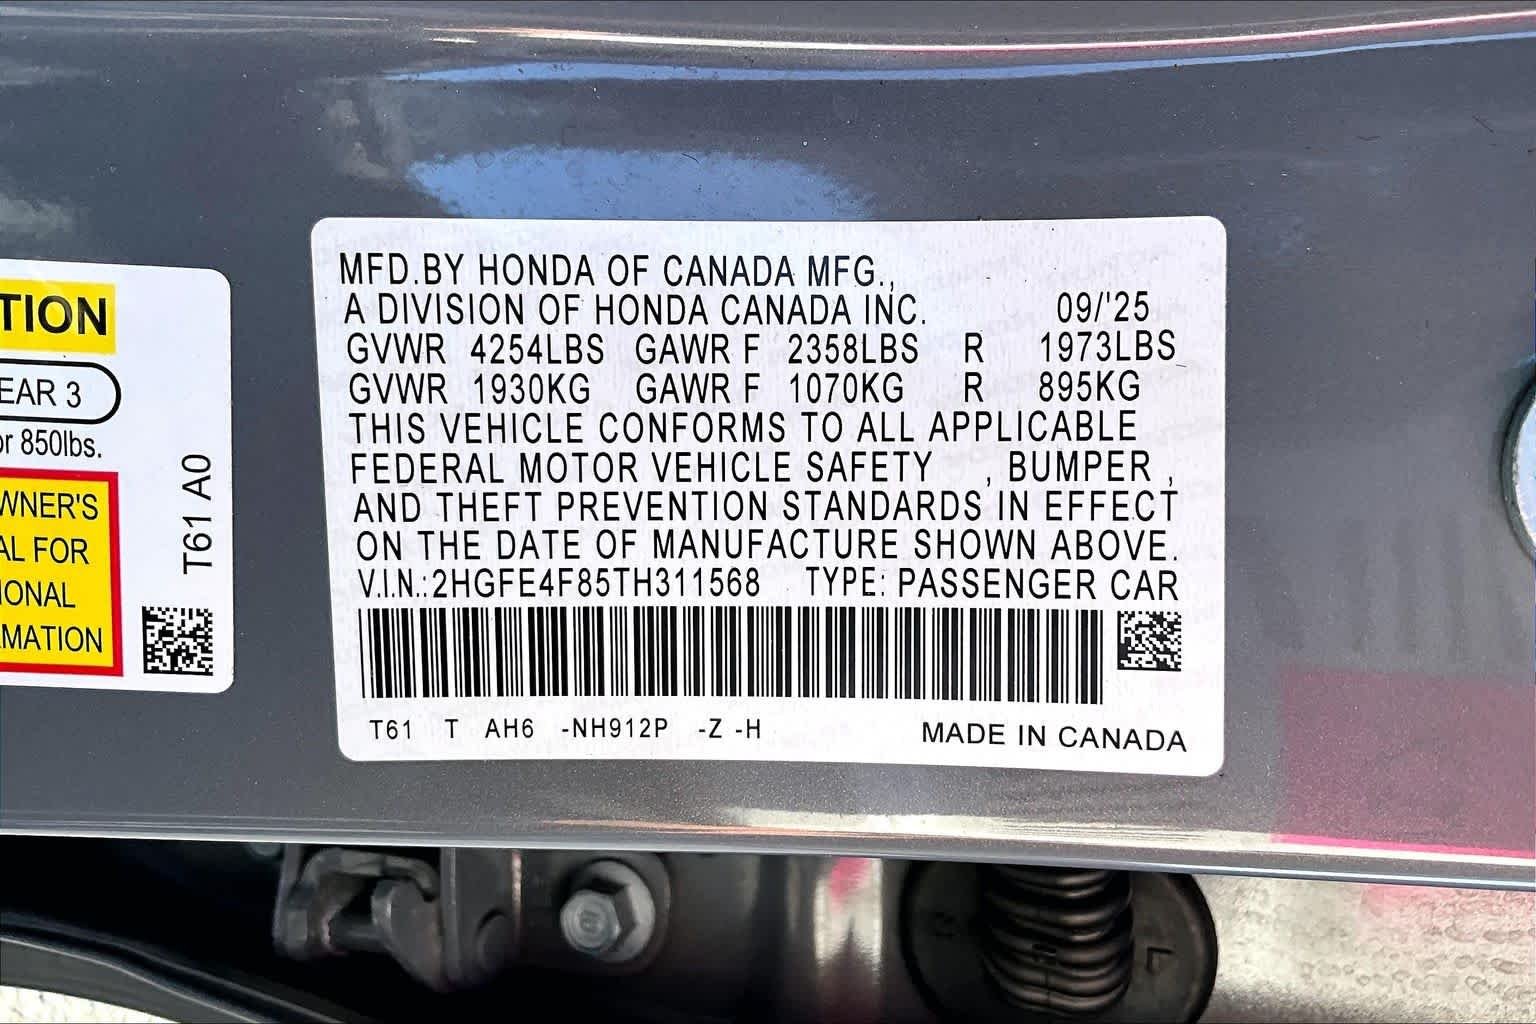 TION
EAR 3
or 850lbs.
WNER'S
AL FOR
IONAL
MATION
T61 A0
MFD.BY HONDA OF CANADA MFG.,
A DIVISION OF HONDA CANADA INC. 09/'25
GVWR 4254LBS GAWR F 2358LBS R 1973LBS
GVWR 1930KG GAWR F 1070KG R 895KG
THIS VEHICLE CONFORMS TO ALL APPLICABLE
FEDERAL MOTOR VEHICLE SAFETY , BUMPER ,
AND THEFT PREVENTION STANDARDS IN EFFECT
ON THE DATE OF MANUFACTURE SHOWN ABOVE.
V.I.N.:2HGFE4F85TH311568 TYPE: PASSENGER CAR
T61 T AH6 -NH912P -Z -H MADE IN CANADA